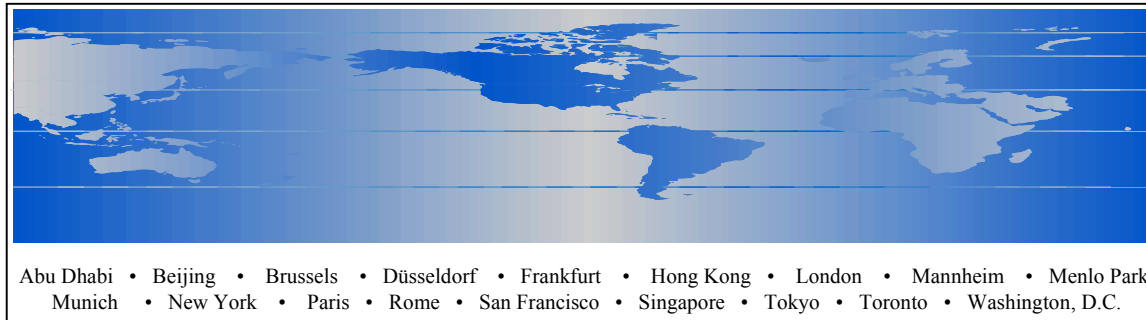 Abu Dhabi • Beijing • Brussels • Düsseldorf • Frankfurt • Hong Kong • London • Mannheim • Menlo Park
Munich • New York • Paris • Rome • San Francisco • Singapore • Tokyo • Toronto • Washington, D.C.